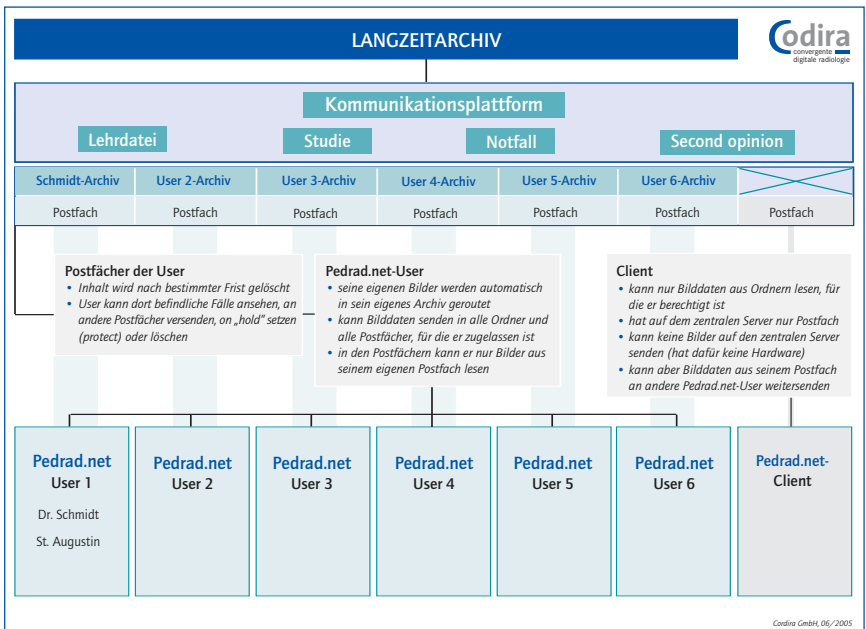 LANGZEITARCHIV
Codira
convergente
digitale radiologie
Kommunikationsplattform
Lehrdatei
Studie
Notfall
Second opinion
Schmidt-Archiv
User 2-Archiv
User 3-Archiv
User 4-Archiv
User 5-Archiv
User 6-Archiv
Postfach
Postfach
Postfach
Postfach
Postfach
Postfach
Postfach
Postfächer der User
• Inhalt wird nach bestimmter Frist gelöscht
• User kann dort befindliche Fälle ansehen, an
andere Postfächer versenden, on „hold" setzen
(protect) oder löschen
Pedrad.net-User
• seine eigenen Bilder werden automatisch
in sein eigenes Archiv geroutet
• kann Bilddaten senden in alle Ordner und
alle Postfächer, für die er zugelassen ist
• in den Postfächern kann er nur Bilder aus
seinem eigenen Postfach lesen
Client
• kann nur Bilddaten aus Ordnern lesen, für
die er berechtigt ist
• hat auf dem zentralen Server nur Postfach
• kann keine Bilder auf den zentralen Server
senden (hat dafür keine Hardware)
• kann aber Bilddaten aus seinem Postfach
an andere Pedrad.net-User weitersenden
Pedrad.net
User 1
Dr. Schmidt
St. Augustin
Pedrad.net
User 2
Pedrad.net
User 3
Pedrad.net
User 4
Pedrad.net
User 5
Pedrad.net
User 6
Pedrad.net-
Client
Cordira GmbH, 06/2005